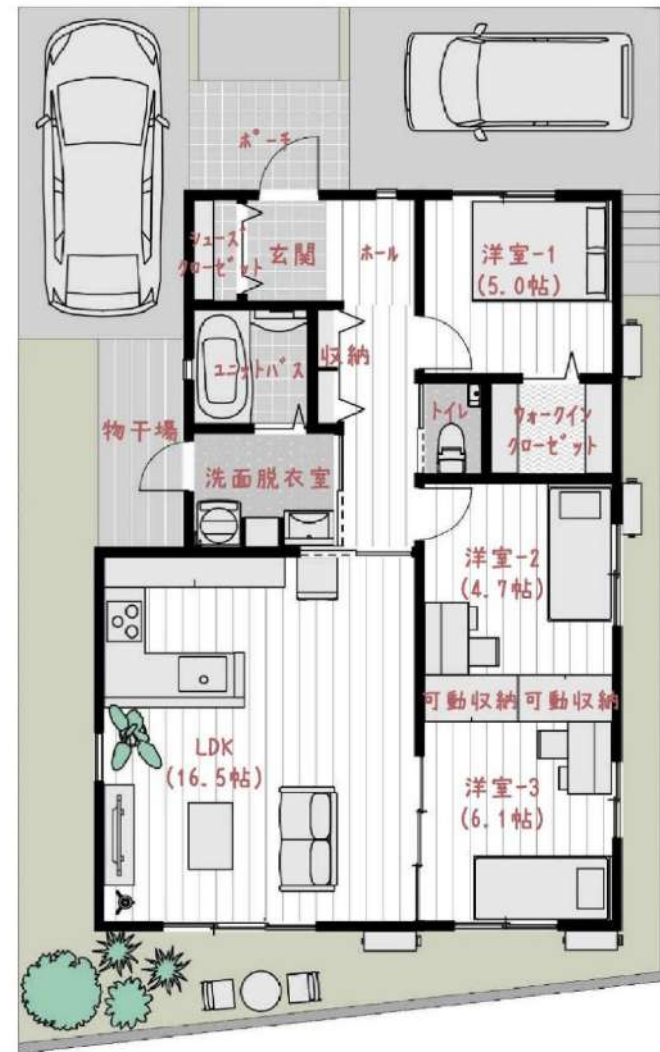 ポーチ
シューズ
クローゼット
玄関
ホール
洋室-1
(5.0帖)
ユニットバス
収納
トイレ
ウォークイン
クローゼット
物干場
洗面脱衣室
洋室-2
(4.7帖)
可動収納
可動収納
LDK
(16.5帖)
洋室-3
(6.1帖)